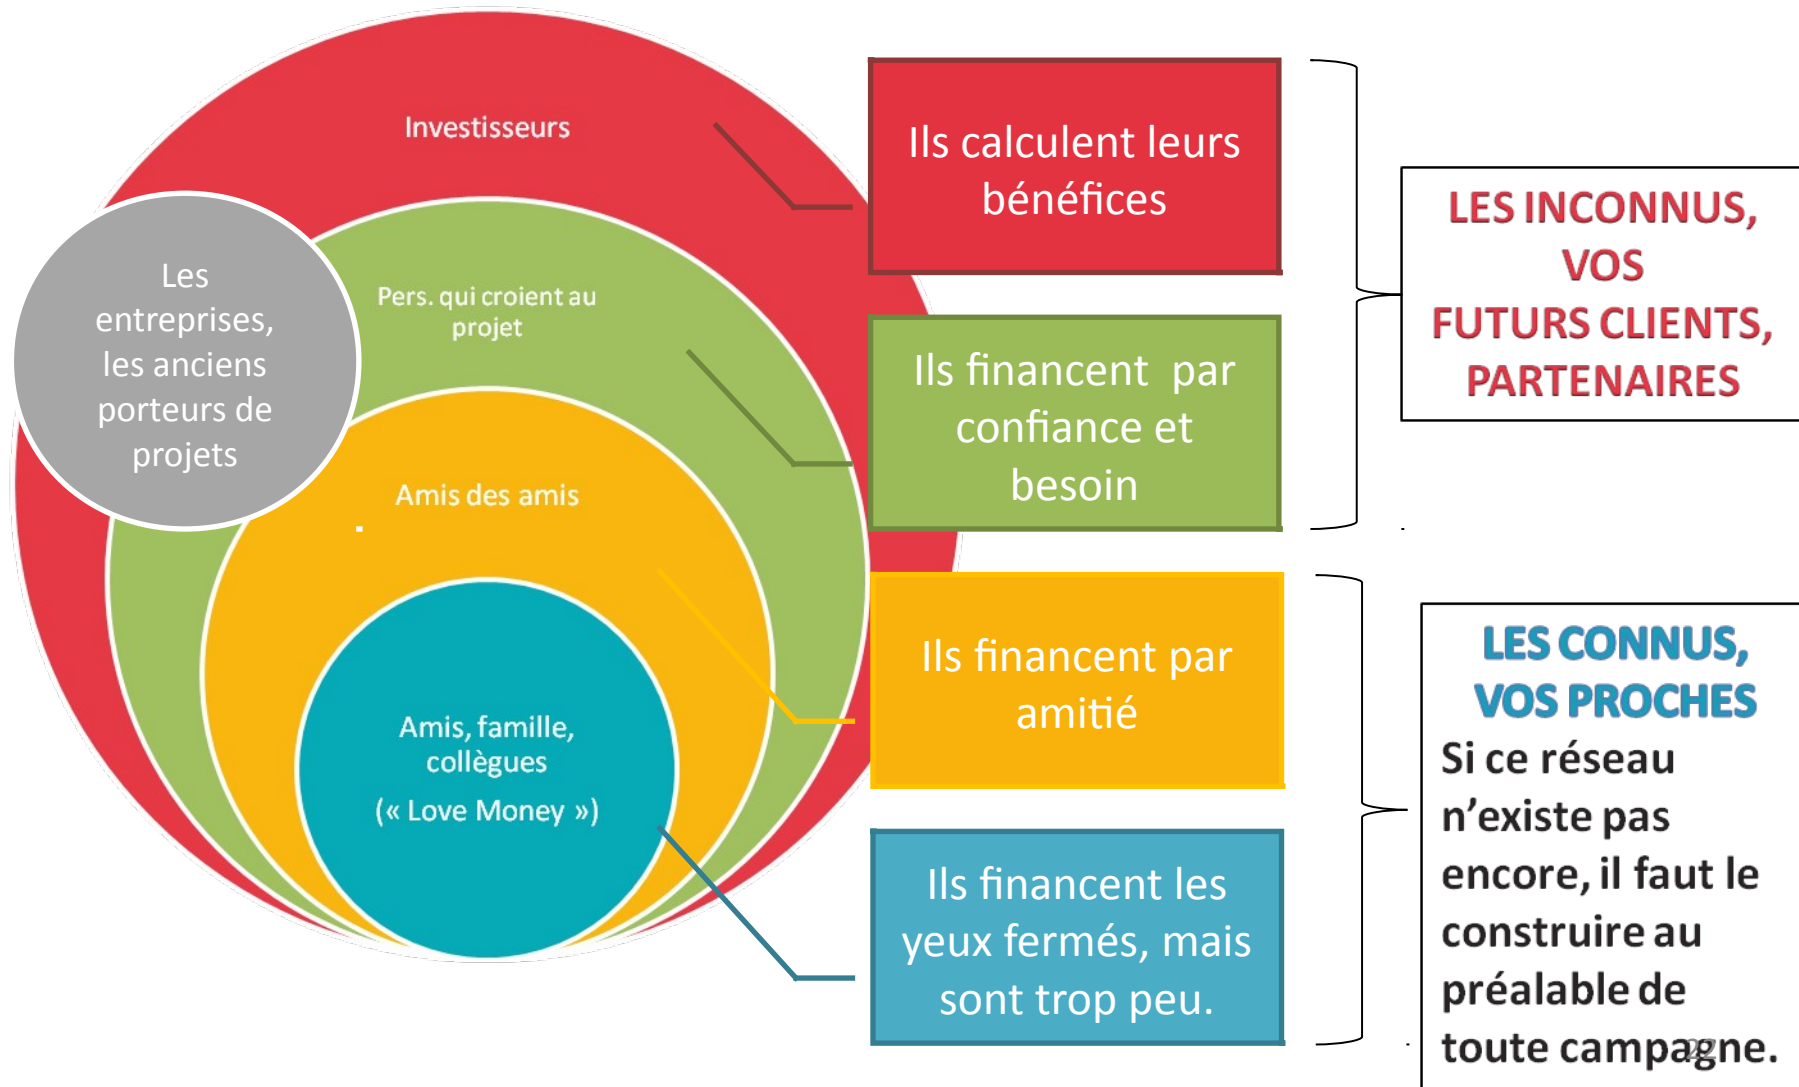 Investisseurs
Pers. qui croient au
projet
Amis des amis
Amis, famille,
collègues
(« Love Money »)
Les
entreprises,
les anciens
porteurs de
projets
Ils calculent leurs
bénéfices
Ils financent par
confiance et
besoin
Ils financent par
amitié
Ils financent les
yeux fermés, mais
sont trop peu.
LES INCONNUS,
VOS
FUTURS CLIENTS,
PARTENAIRES
LES CONNUS,
VOS PROCHES
Si ce réseau
n’existe pas
encore, il faut le
construire au
préalable de
toute campagne.
22